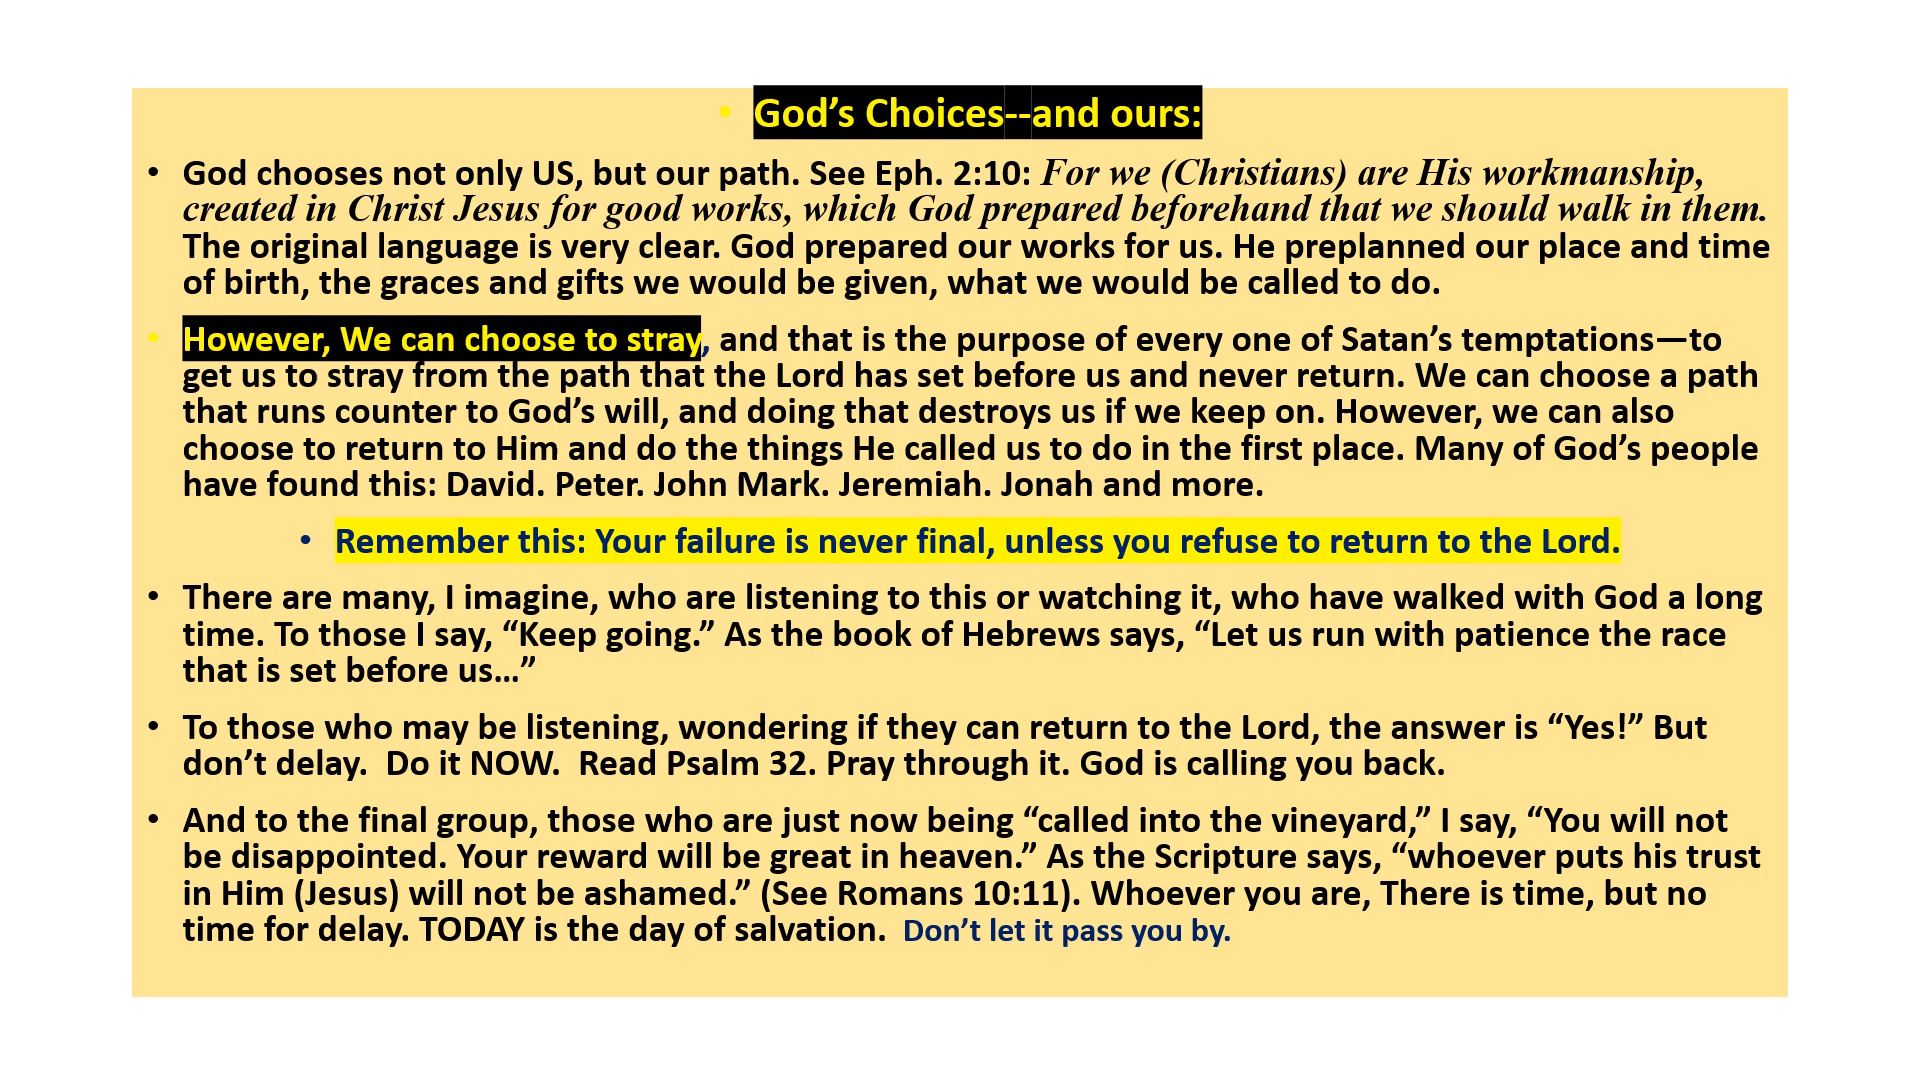 • God’s Choices--and ours:
• God chooses not only US, but our path. See Eph. 2:10: For we (Christians) are His workmanship,
created in Christ Jesus for good works, which God prepared beforehand that we should walk in them.
The original language is very clear. God prepared our works for us. He preplanned our place and time
of birth, the graces and gifts we would be given, what we would be called to do.
• However, We can choose to stray, and that is the purpose of every one of Satan’s temptations—to
get us to stray from the path that the Lord has set before us and never return. We can choose a path
that runs counter to God’s will, and doing that destroys us if we keep on. However, we can also
choose to return to Him and do the things He called us to do in the first place. Many of God’s people
have found this: David. Peter. John Mark. Jeremiah. Jonah and more.
• Remember this: Your failure is never final, unless you refuse to return to the Lord.
• There are many, I imagine, who are listening to this or watching it, who have walked with God a long
time. To those I say, “Keep going.” As the book of Hebrews says, “Let us run with patience the race
that is set before us…”
• To those who may be listening, wondering if they can return to the Lord, the answer is “Yes!” But
don’t delay.  Do it NOW.  Read Psalm 32. Pray through it. God is calling you back.
• And to the final group, those who are just now being “called into the vineyard,” I say, “You will not
be disappointed. Your reward will be great in heaven.” As the Scripture says, “whoever puts his trust
in Him (Jesus) will not be ashamed.” (See Romans 10:11). Whoever you are, There is time, but no
time for delay. TODAY is the day of salvation.  Don’t let it pass you by.